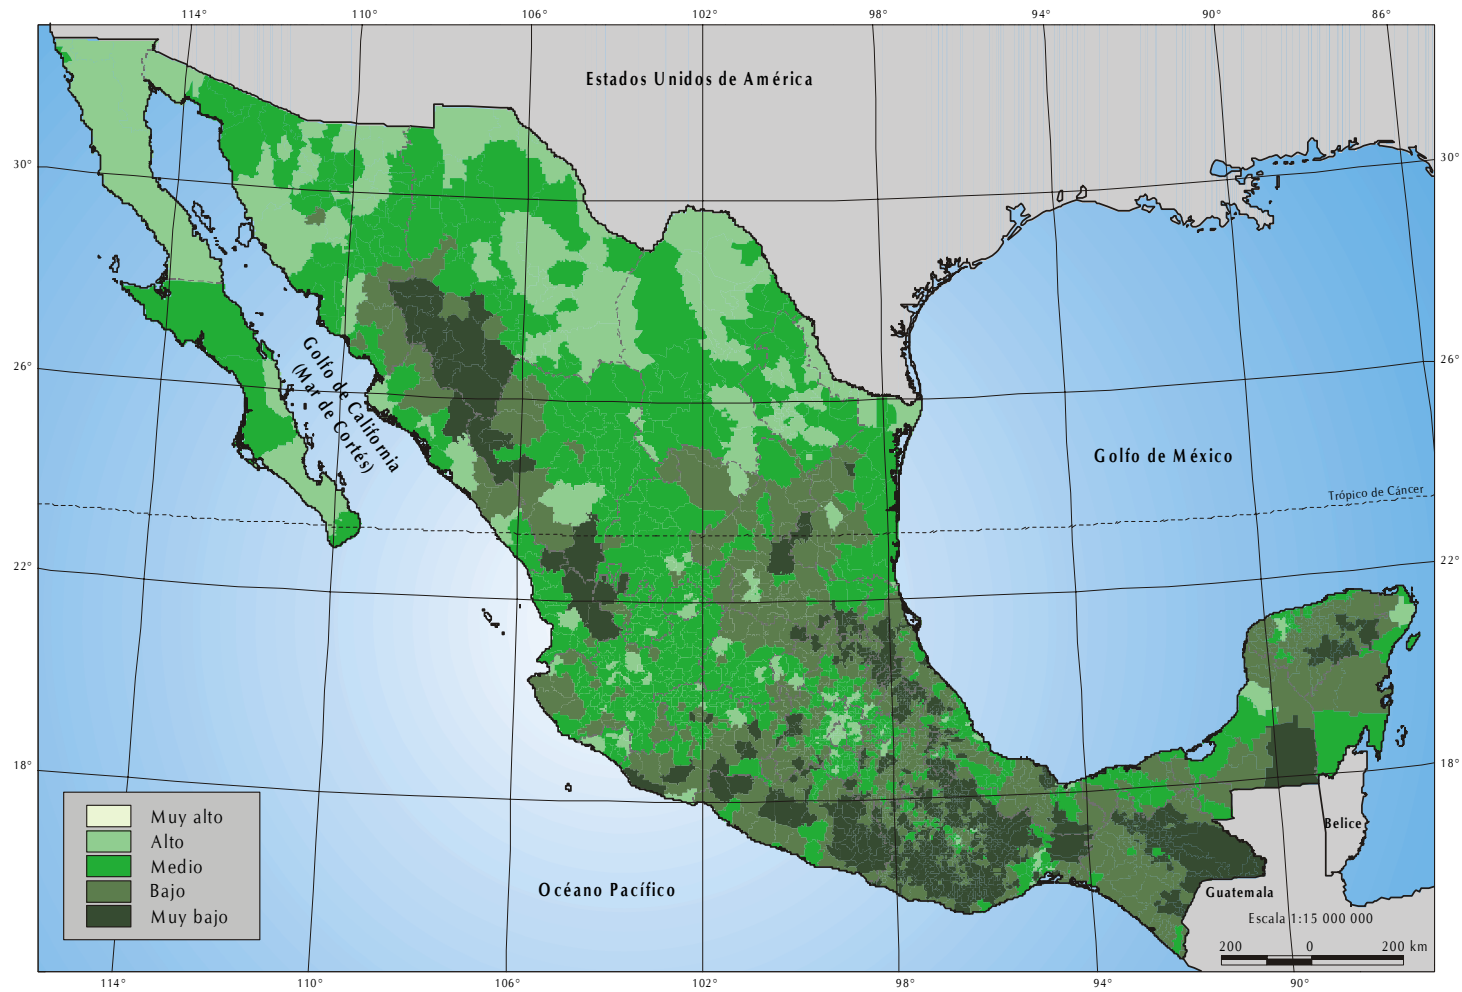 114° 110° 106° 102° 98° 94° 90° 86°
Estados Unidos de América
30° 30°
26° 26°
Golfo de California
(Mar de Cortés)
Golfo de México
Trópico de Cáncer
22° 22°
18° 18°
Muy alto
Alto
Medio
Bajo
Muy bajo
Belice
Océano Pacífico
Guatemala
Escala 1:15 000 000
200 0 200 km
114° 110° 106° 102° 98° 94° 90°